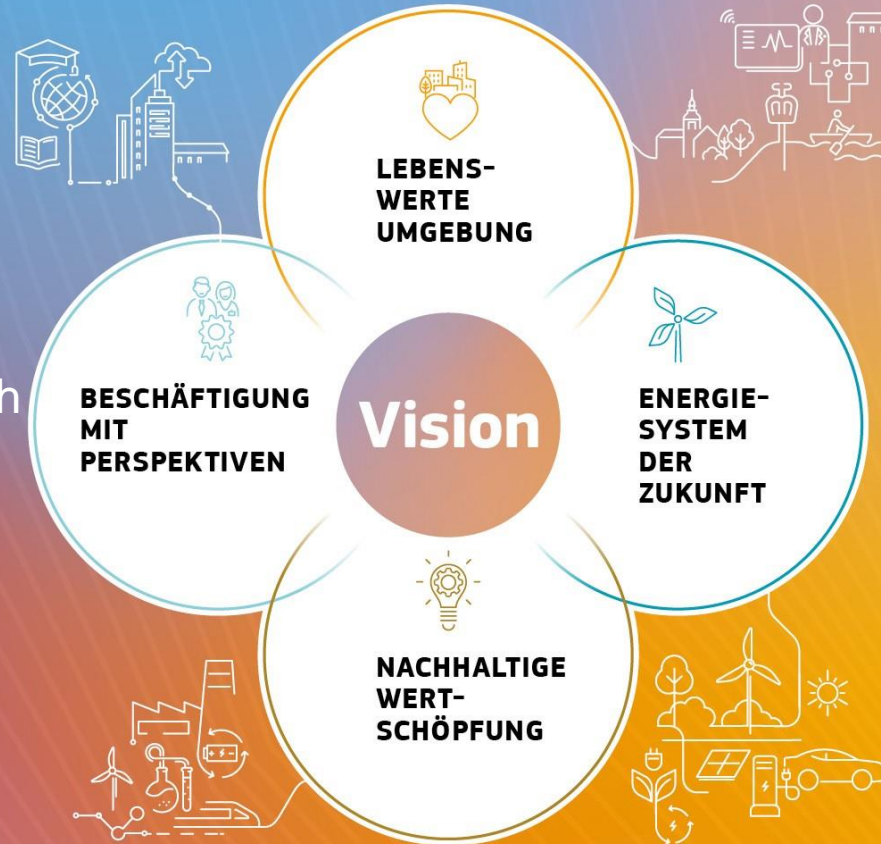 LEBENS-
WERTE
UMGEBUNG
h
BESCHÄFTIGUNG
MIT
PERSPEKTIVEN
Vision
ENERGIE-
SYSTEM
DER
ZUKUNFT
NACHHALTIGE
WERT-
SCHÖPFUNG